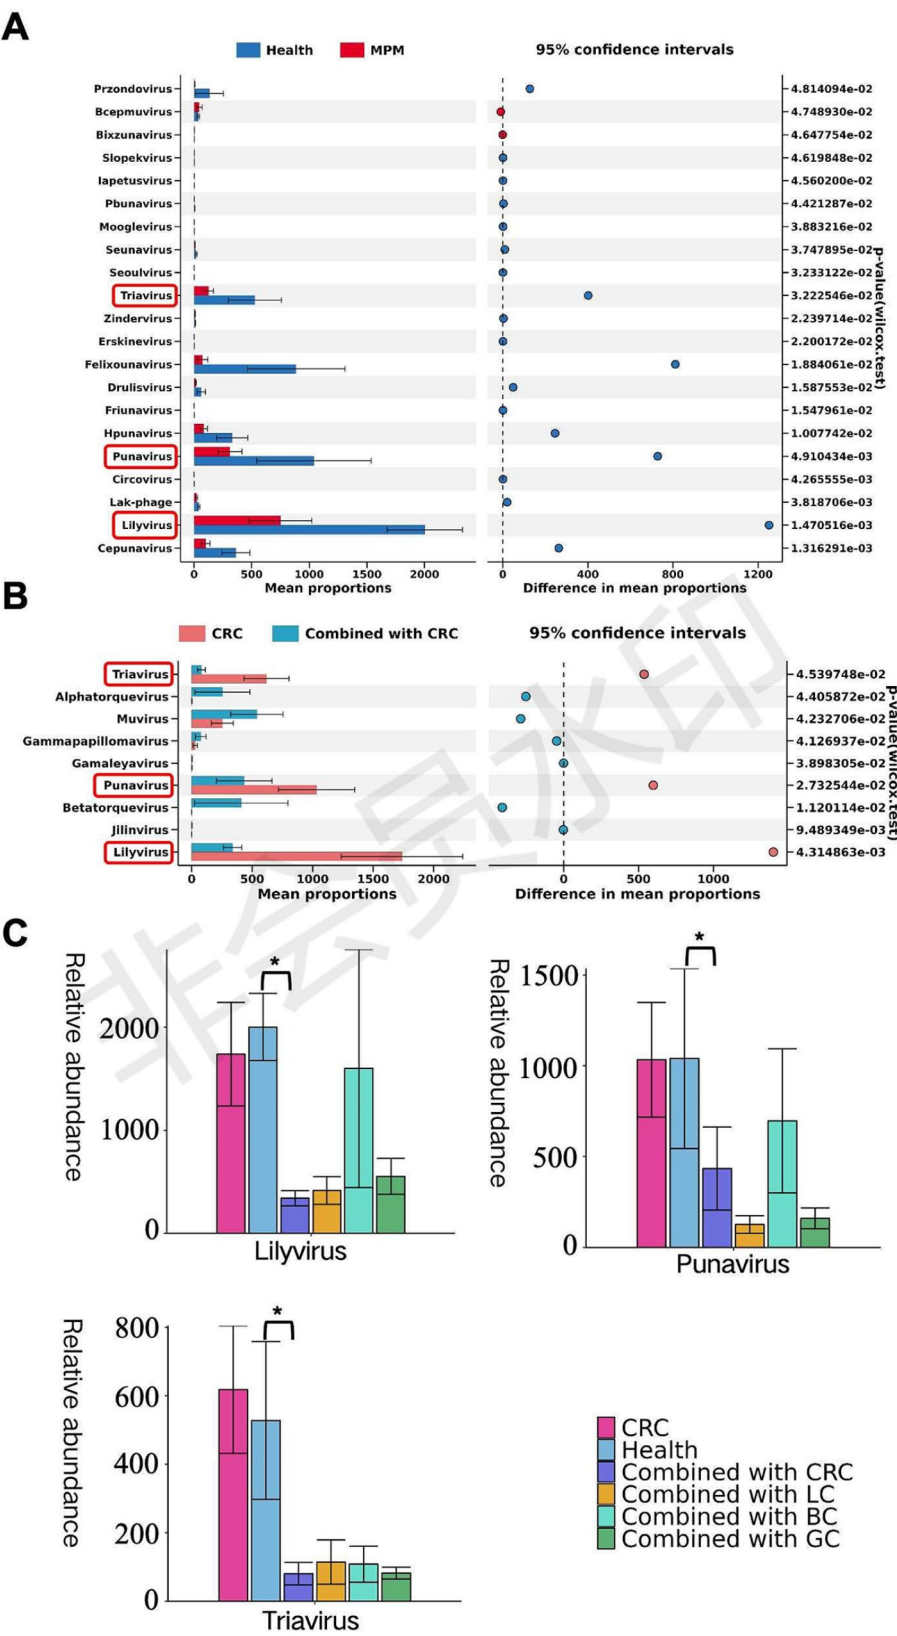 A
Health MPM 95% confidence intervals
Przondovirus 4.814094e-02
Bcepmuvirus 4.748930e-02
Bixzunavirus 4.647754e-02
Slopekvirus 4.619848e-02
Iapetusvirus 4.560200e-02
Pbunavirus 4.421287e-02
Mooglevirus 3.883216e-02
Seunavirus 3.747895e-02
Seoulvirus 3.233122e-02
Triavirus 3.222546e-02
Zindervirus 2.239714e-02
Erskinevirus 2.200172e-02
Felixounavirus 1.884061e-02
Drulisvirus 1.587553e-02
Friunavirus 1.547961e-02
Hpunavirus 1.007742e-02
Punavirus 4.910434e-03
Circovirus 4.265555e-03
Lak-phage 3.818706e-03
Lilyvirus 1.470516e-03
Cepunavirus 1.316291e-03
p-value(wilcox.test)
0 500 1000 1500 2000 0 400 800 1200
Mean proportions Difference in mean proportions
B
CRC Combined with CRC 95% confidence intervals
Triavirus 4.539748e-02
Alphatorquevirus 4.405872e-02
Muvirus 4.232706e-02
Gammapapillomavirus 4.126937e-02
Gamaleyavirus 3.898305e-02
Punavirus 2.732544e-02
Betatorquevirus 1.120114e-02
Jilinvirus 9.489349e-03
Lilyvirus 4.314863e-03
p-value(wilcox.test)
0 500 1000 1500 2000 0 500 1000
Mean proportions Difference in mean proportions
非会员水印
C
Relative abundance
2000
1000
0
*
Lilyvirus
Relative abundance
1500
1000
500
0
*
Punavirus
Relative abundance
800
600
400
200
0
*
Triavirus
CRC
Health
Combined with CRC
Combined with LC
Combined with BC
Combined with GC